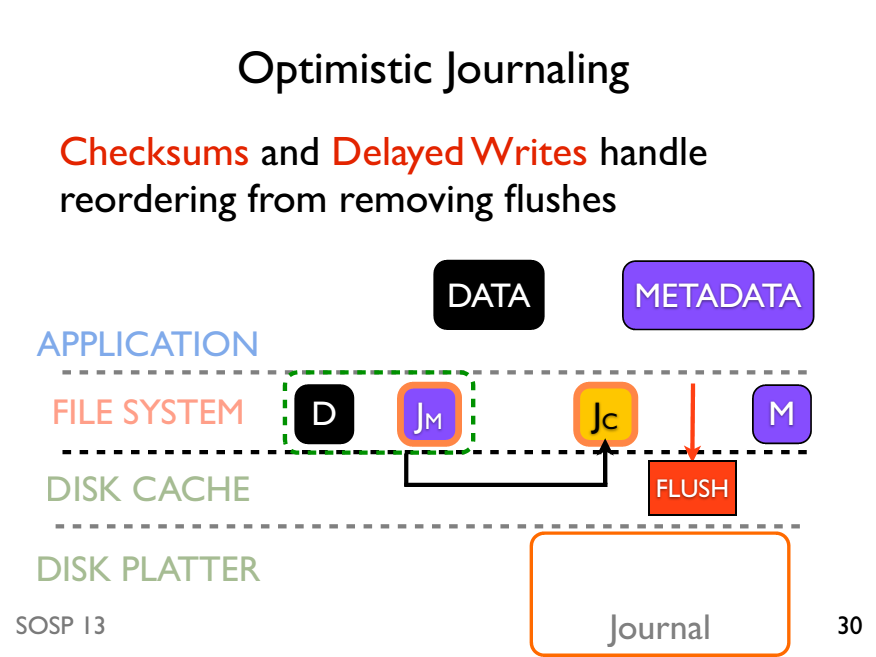 Optimistic Journaling
Checksums and Delayed Writes handle
reordering from removing flushes
DATA METADATA
APPLICATION
FILE SYSTEM D JM JC M
DISK CACHE FLUSH
DISK PLATTER
SOSP 13 Journal 30